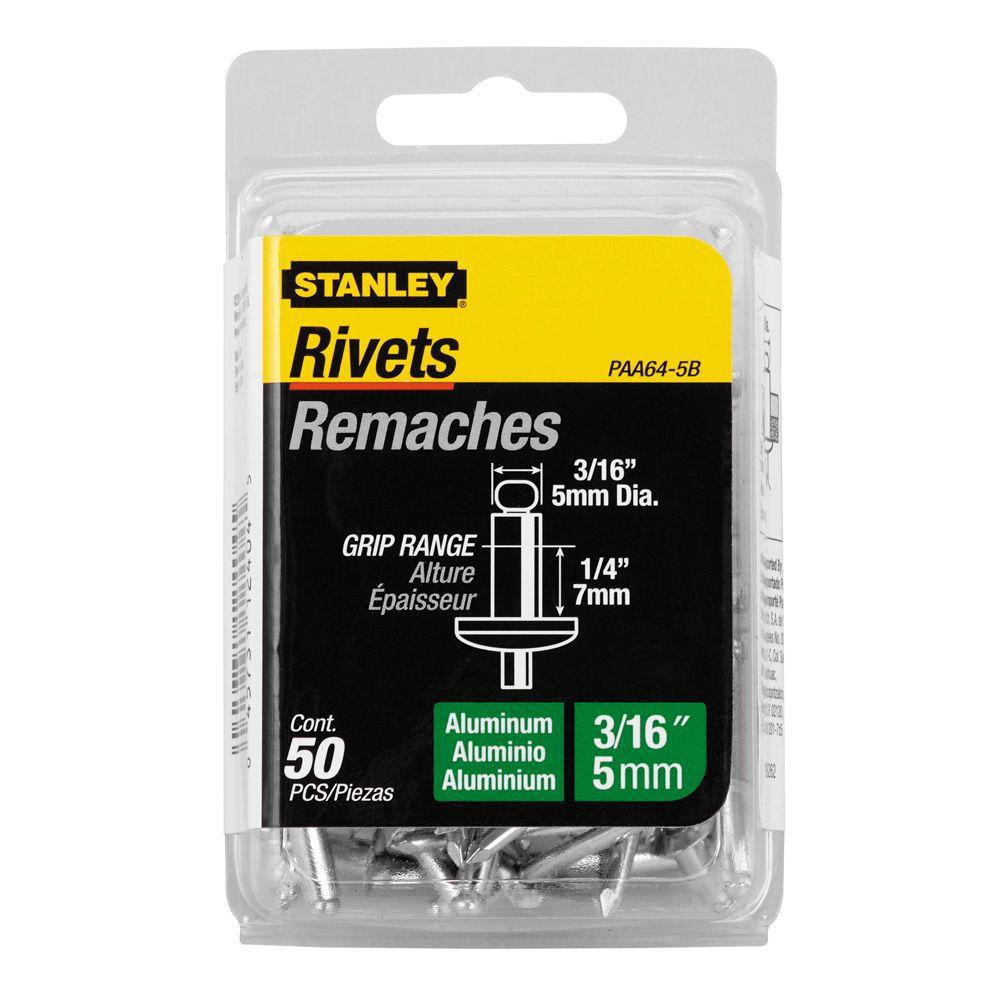 STANLEY®
Rivets
PAA64-5B
Remaches
3/16”
5mm Dia.
GRIP RANGE
Alture
Épaisseur
1/4”
7mm
Cont.
50
PCS/Piezas
Aluminum
Aluminio
Aluminium
3/16″
5mm
Dia.